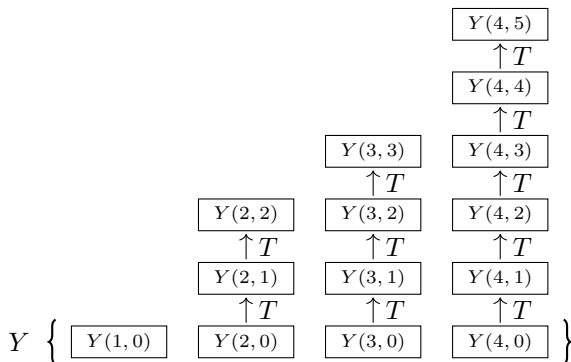 Y(4, 5)
↑ T
Y(4, 4)
↑ T
Y(3, 3) Y(4, 3)
↑ T ↑ T
Y(2, 2) Y(3, 2) Y(4, 2)
↑ T ↑ T ↑ T
Y(2, 1) Y(3, 1) Y(4, 1)
↑ T ↑ T ↑ T
Y { Y(1, 0) Y(2, 0) Y(3, 0) Y(4, 0) }